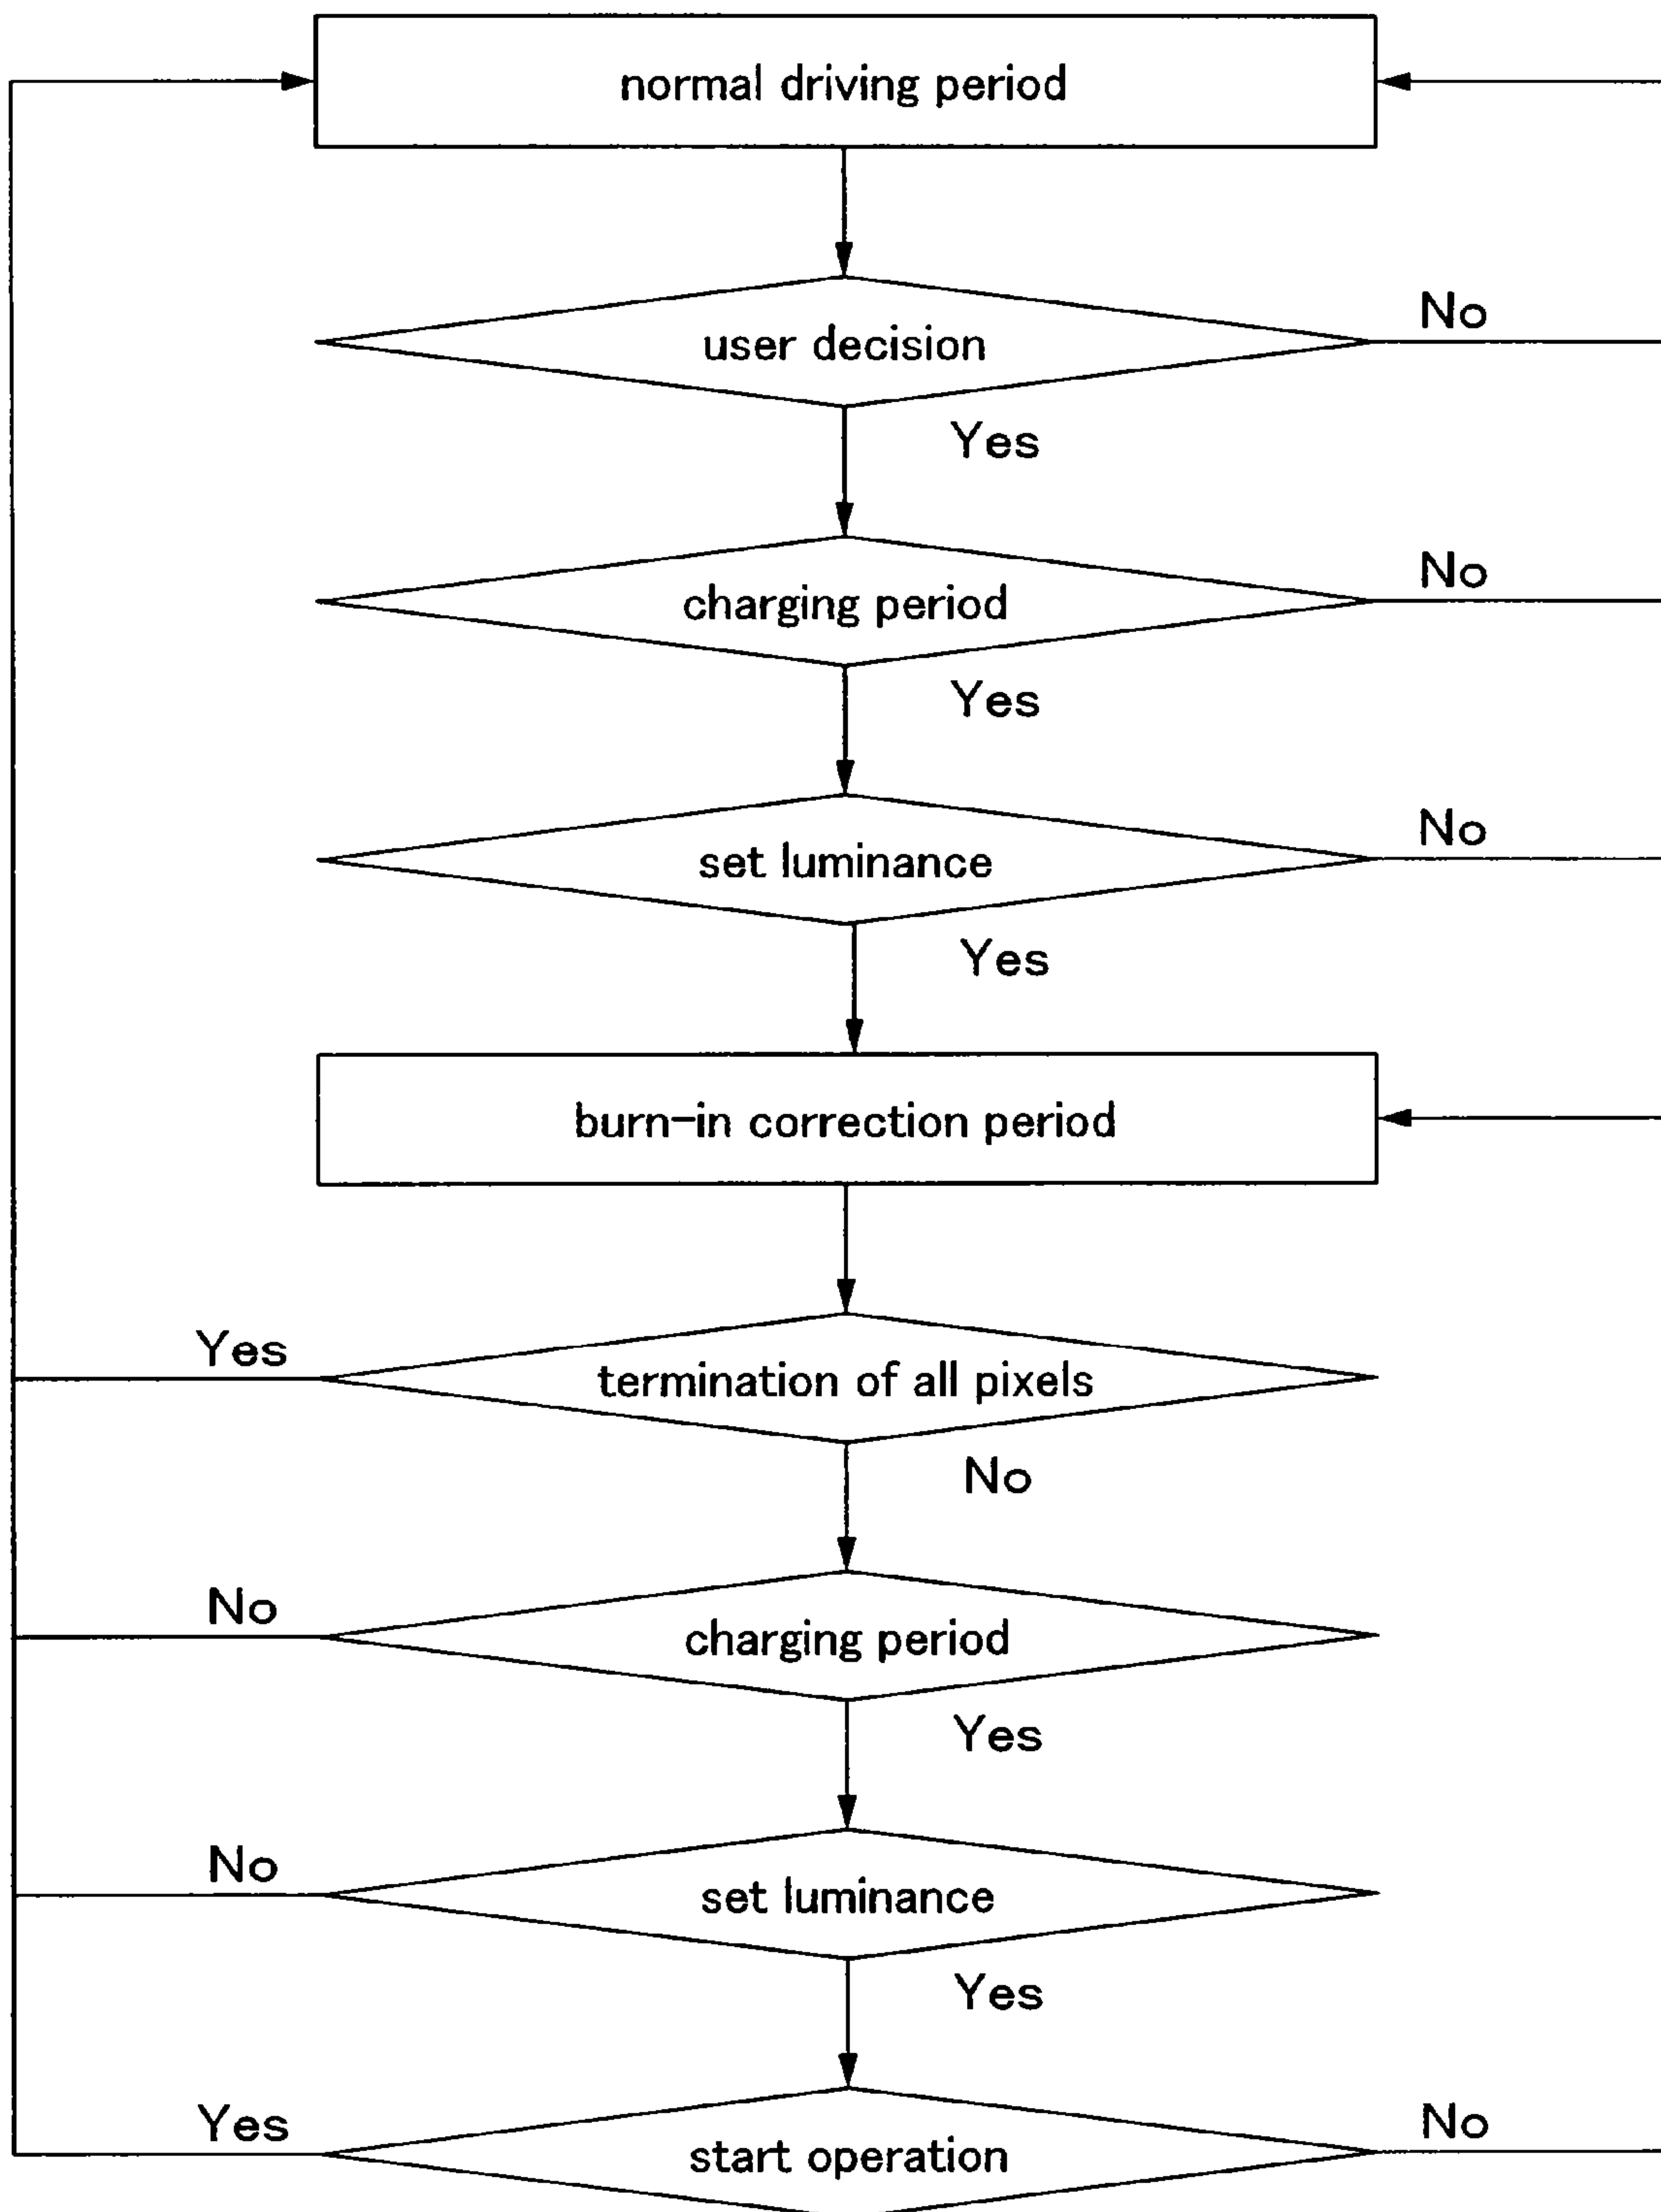 normal driving period
user decision
No
Yes
charging period
No
Yes
set luminance
No
Yes
burn-in correction period
termination of all pixels
Yes
No
charging period
No
Yes
set luminance
No
Yes
start operation
Yes
No